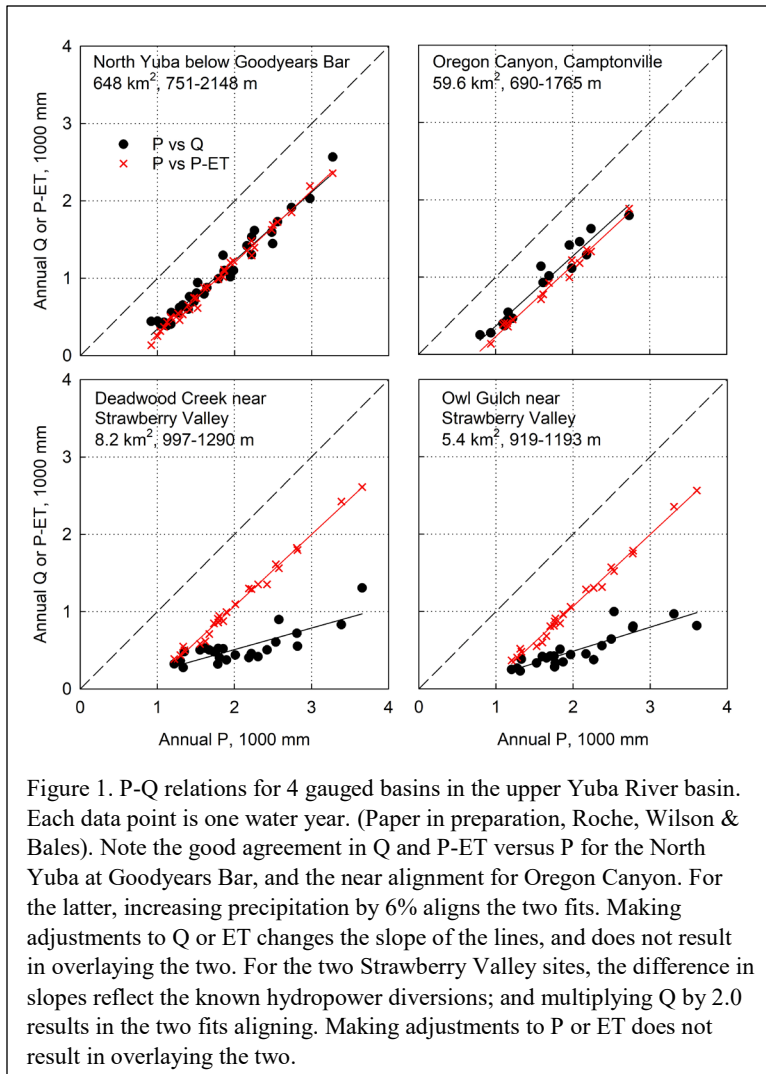 4
3
2
1
0
Annual Q or P-ET, 1000 mm
North Yuba below Goodyears Bar
648 km², 751-2148 m
P vs Q
P vs P-ET
Oregon Canyon, Camptonville
59.6 km², 690-1765 m
4
3
2
1
0
Annual Q or P-ET, 1000 mm
Deadwood Creek near
Strawberry Valley
8.2 km², 997-1290 m
Owl Gulch near
Strawberry Valley
5.4 km², 919-1193 m
0 1 2 3 4 0 1 2 3 4
Annual P, 1000 mm Annual P, 1000 mm
Figure 1. P-Q relations for 4 gauged basins in the upper Yuba River basin.
Each data point is one water year. (Paper in preparation, Roche, Wilson &
Bales). Note the good agreement in Q and P-ET versus P for the North
Yuba at Goodyears Bar, and the near alignment for Oregon Canyon. For
the latter, increasing precipitation by 6% aligns the two fits. Making
adjustments to Q or ET changes the slope of the lines, and does not result
in overlaying the two. For the two Strawberry Valley sites, the difference in
slopes reflect the known hydropower diversions; and multiplying Q by 2.0
results in the two fits aligning. Making adjustments to P or ET does not
result in overlaying the two.